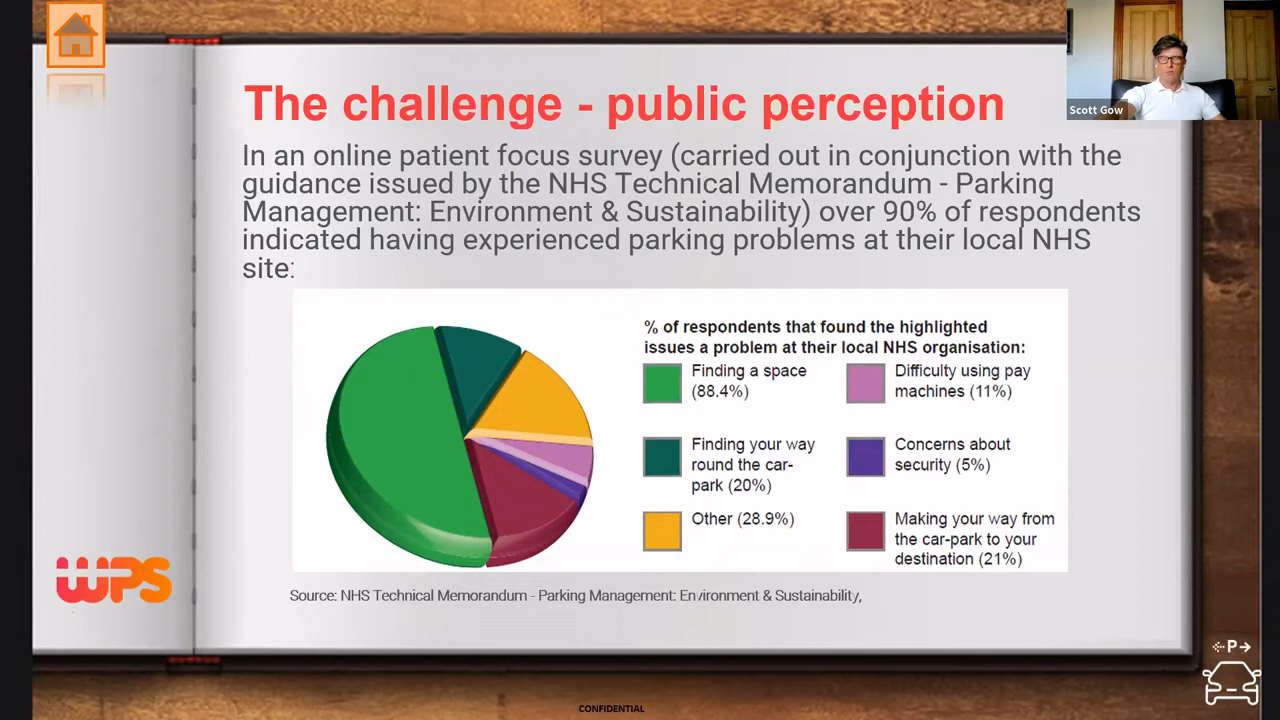 The challenge - public perception
Scott Gow
In an online patient focus survey (carried out in conjunction with the
guidance issued by the NHS Technical Memorandum - Parking
Management: Environment & Sustainability) over 90% of respondents
indicated having experienced parking problems at their local NHS
site:
% of respondents that found the highlighted
issues a problem at their local NHS organisation:
Finding a space
(88.4%)
Difficulty using pay
machines (11%)
Finding your way
round the car-
park (20%)
Concerns about
security (5%)
Other (28.9%)
Making your way from
the car-park to your
destination (21%)
WPS
Source: NHS Technical Memorandum - Parking Management: Environment & Sustainability,
P
CONFIDENTIAL